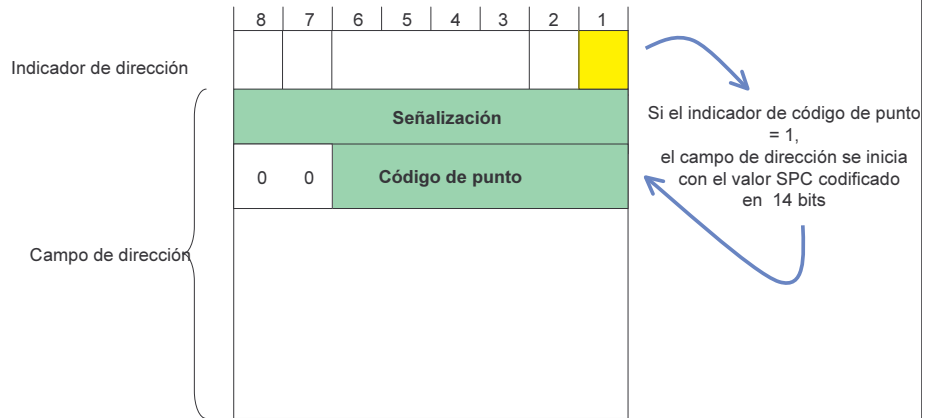 8 7 6 5 4 3 2 1
Indicador de dirección
Señalización
Si el indicador de código de punto
= 1,
el campo de dirección se inicia
con el valor SPC codificado
en 14 bits
0 0 Código de punto
Campo de dirección